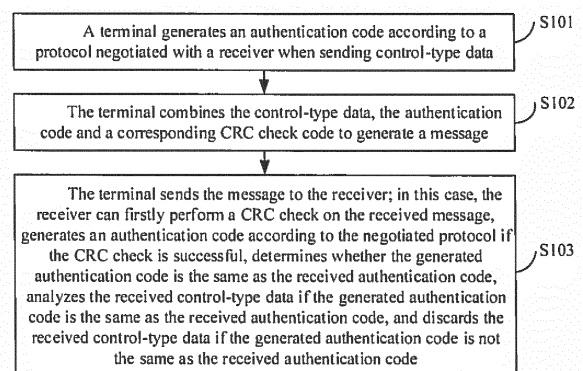 A terminal generates an authentication code according to a
protocol negotiated with a receiver when sending control-type data
S101
The terminal combines the control-type data, the authentication
code and a corresponding CRC check code to generate a message
S102
The terminal sends the message to the receiver; in this case, the
receiver can firstly perform a CRC check on the received message,
generates an authentication code according to the negotiated protocol if
the CRC check is successful, determines whether the generated
authentication code is the same as the received authentication code,
analyzes the received control-type data if the generated authentication
code is the same as the received authentication code, and discards the
received control-type data if the generated authentication code is not
the same as the received authentication code
S103